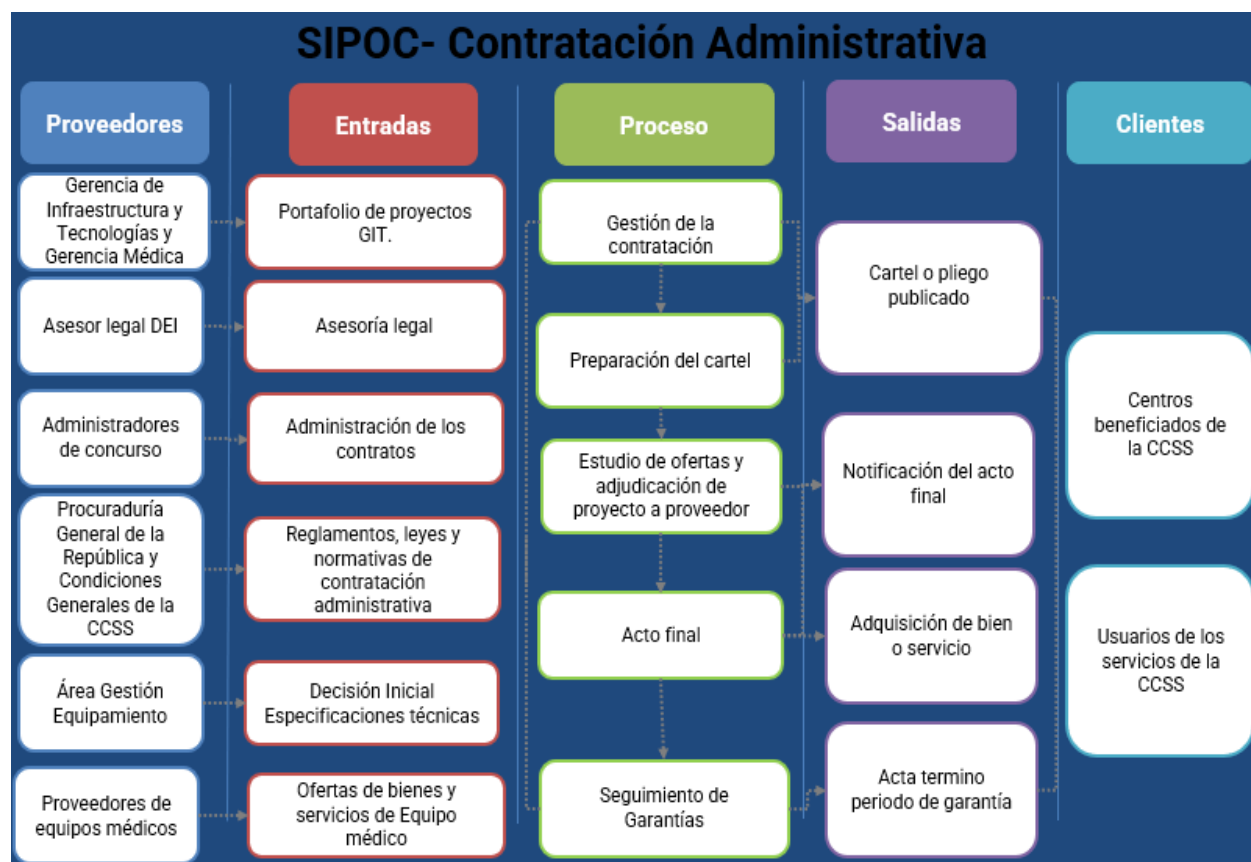 SIPOC- Contratación Administrativa
Proveedores
Entradas
Proceso
Salidas
Clientes
Gerencia de
Infraestructura y
Tecnologías y
Gerencia Médica
Asesor legal DEI
Administradores
de concurso
Procuraduría
General de la
República y
Condiciones
Generales de la
CCSS
Área Gestión
Equipamiento
Proveedores de
equipos médicos
Portafolio de proyectos
GIT.
Asesoría legal
Administración de los
contratos
Reglamentos, leyes y
normativas de
contratación
administrativa
Decisión Inicial
Especificaciones técnicas
Ofertas de bienes y
servicios de Equipo
médico
Gestión de la
contratación
Preparación del cartel
Estudio de ofertas y
adjudicación de
proyecto a proveedor
Acto final
Seguimiento de
Garantías
Cartel o pliego
publicado
Notificación del acto
final
Adquisición de bien
o servicio
Acta termino
periodo de garantía
Centros
beneficiados de
la CCSS
Usuarios de los
servicios de la
CCSS